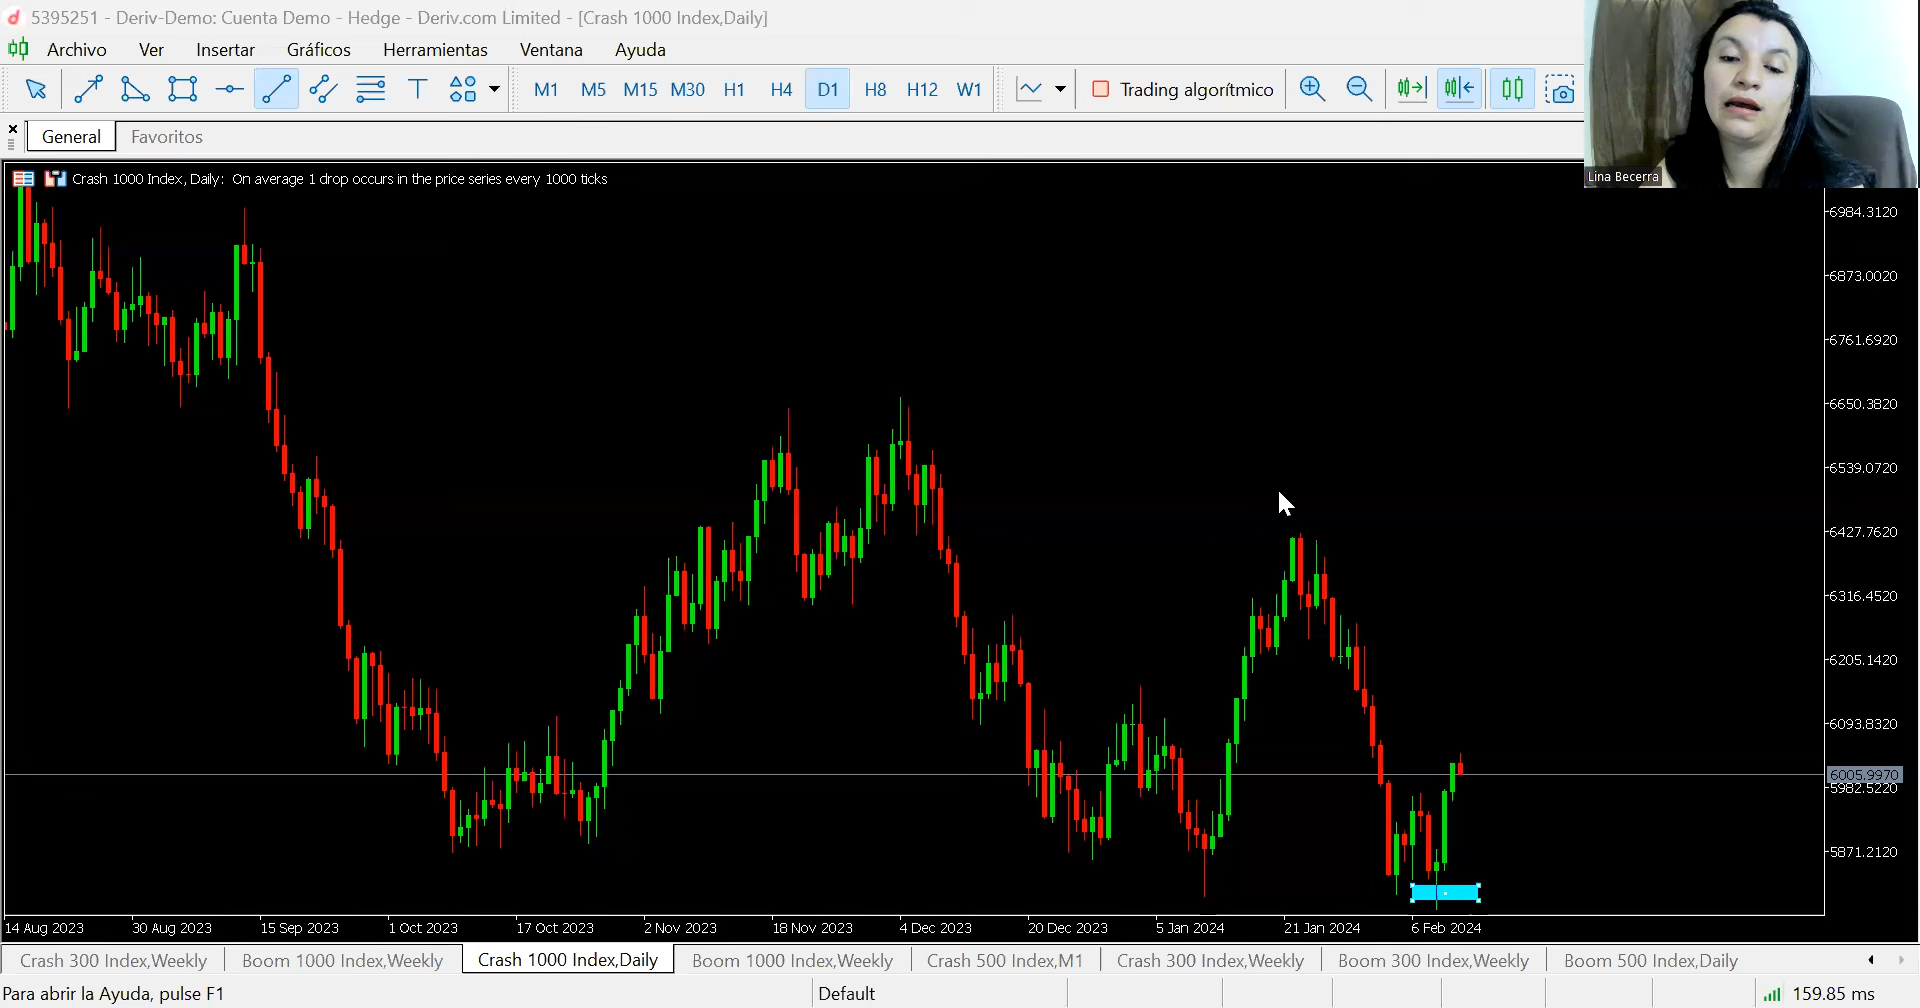 5395251 - Deriv-Demo: Cuenta Demo - Hedge - Deriv.com Limited - [Crash 1000 Index,Daily]
Archivo Ver Insertar Gráficos Herramientas Ventana Ayuda
T M1 M5 M15 M30 H1 H4 D1 H8 H12 W1 Trading algorítmico
General Favoritos
Lina Becerra
Crash 1000 Index, Daily: On average 1 drop occurs in the price series every 1000 ticks
6984.3120
6873.0020
6761.6920
6650.3820
6539.0720
6427.7620
6316.4520
6205.1420
6093.8320
6005.9970
5982.5220
5871.2120
14 Aug 2023 30 Aug 2023 15 Sep 2023 1 Oct 2023 17 Oct 2023 2 Nov 2023 18 Nov 2023 4 Dec 2023 20 Dec 2023 5 Jan 2024 21 Jan 2024 6 Feb 2024
Crash 300 Index,Weekly Boom 1000 Index,Weekly Crash 1000 Index,Daily Boom 1000 Index,Weekly Crash 500 Index,M1 Crash 300 Index,Weekly Boom 300 Index,Weekly Boom 500 Index,Daily
Para abrir la Ayuda, pulse F1 Default 159.85 ms